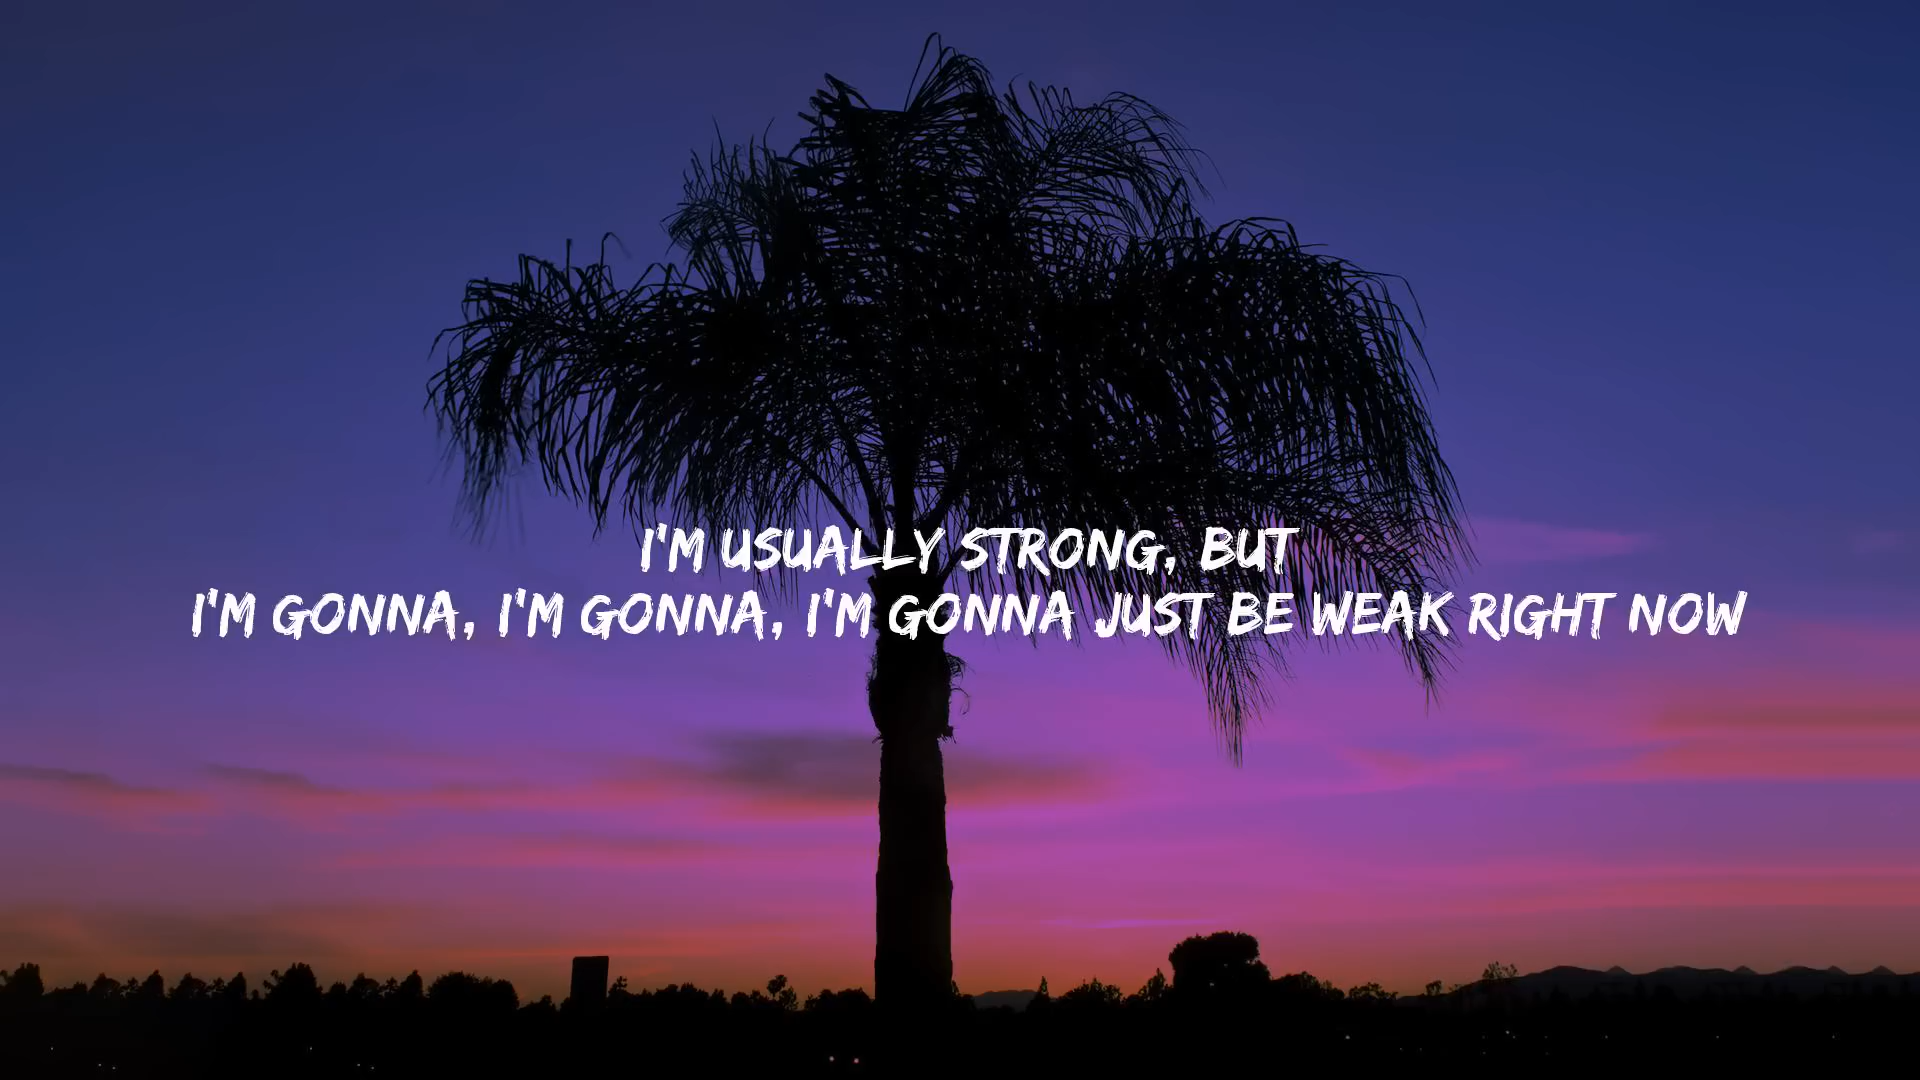 I'M USUALLY STRONG, BUT
I'M GONNA, I'M GONNA, I'M GONNA JUST BE WEAK RIGHT NOW